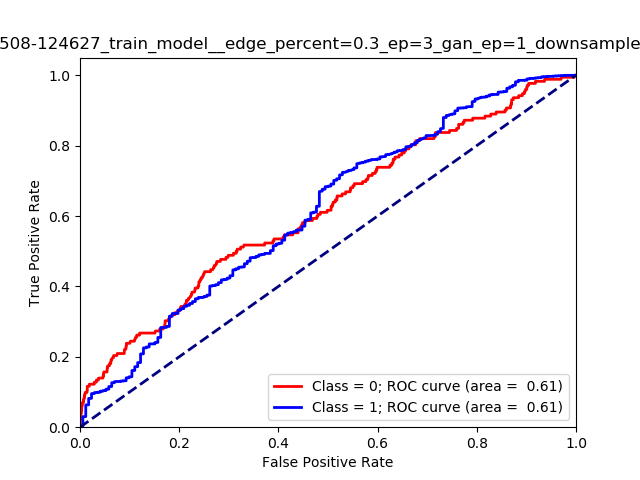 508-124627_train_model__edge_percent=0.3_ep=3_gan_ep=1_downsample
1.0
0.8
0.6
0.4
0.2
0.0
True Positive Rate
Class = 0; ROC curve (area =  0.61)
Class = 1; ROC curve (area =  0.61)
0.0 0.2 0.4 0.6 0.8 1.0
False Positive Rate